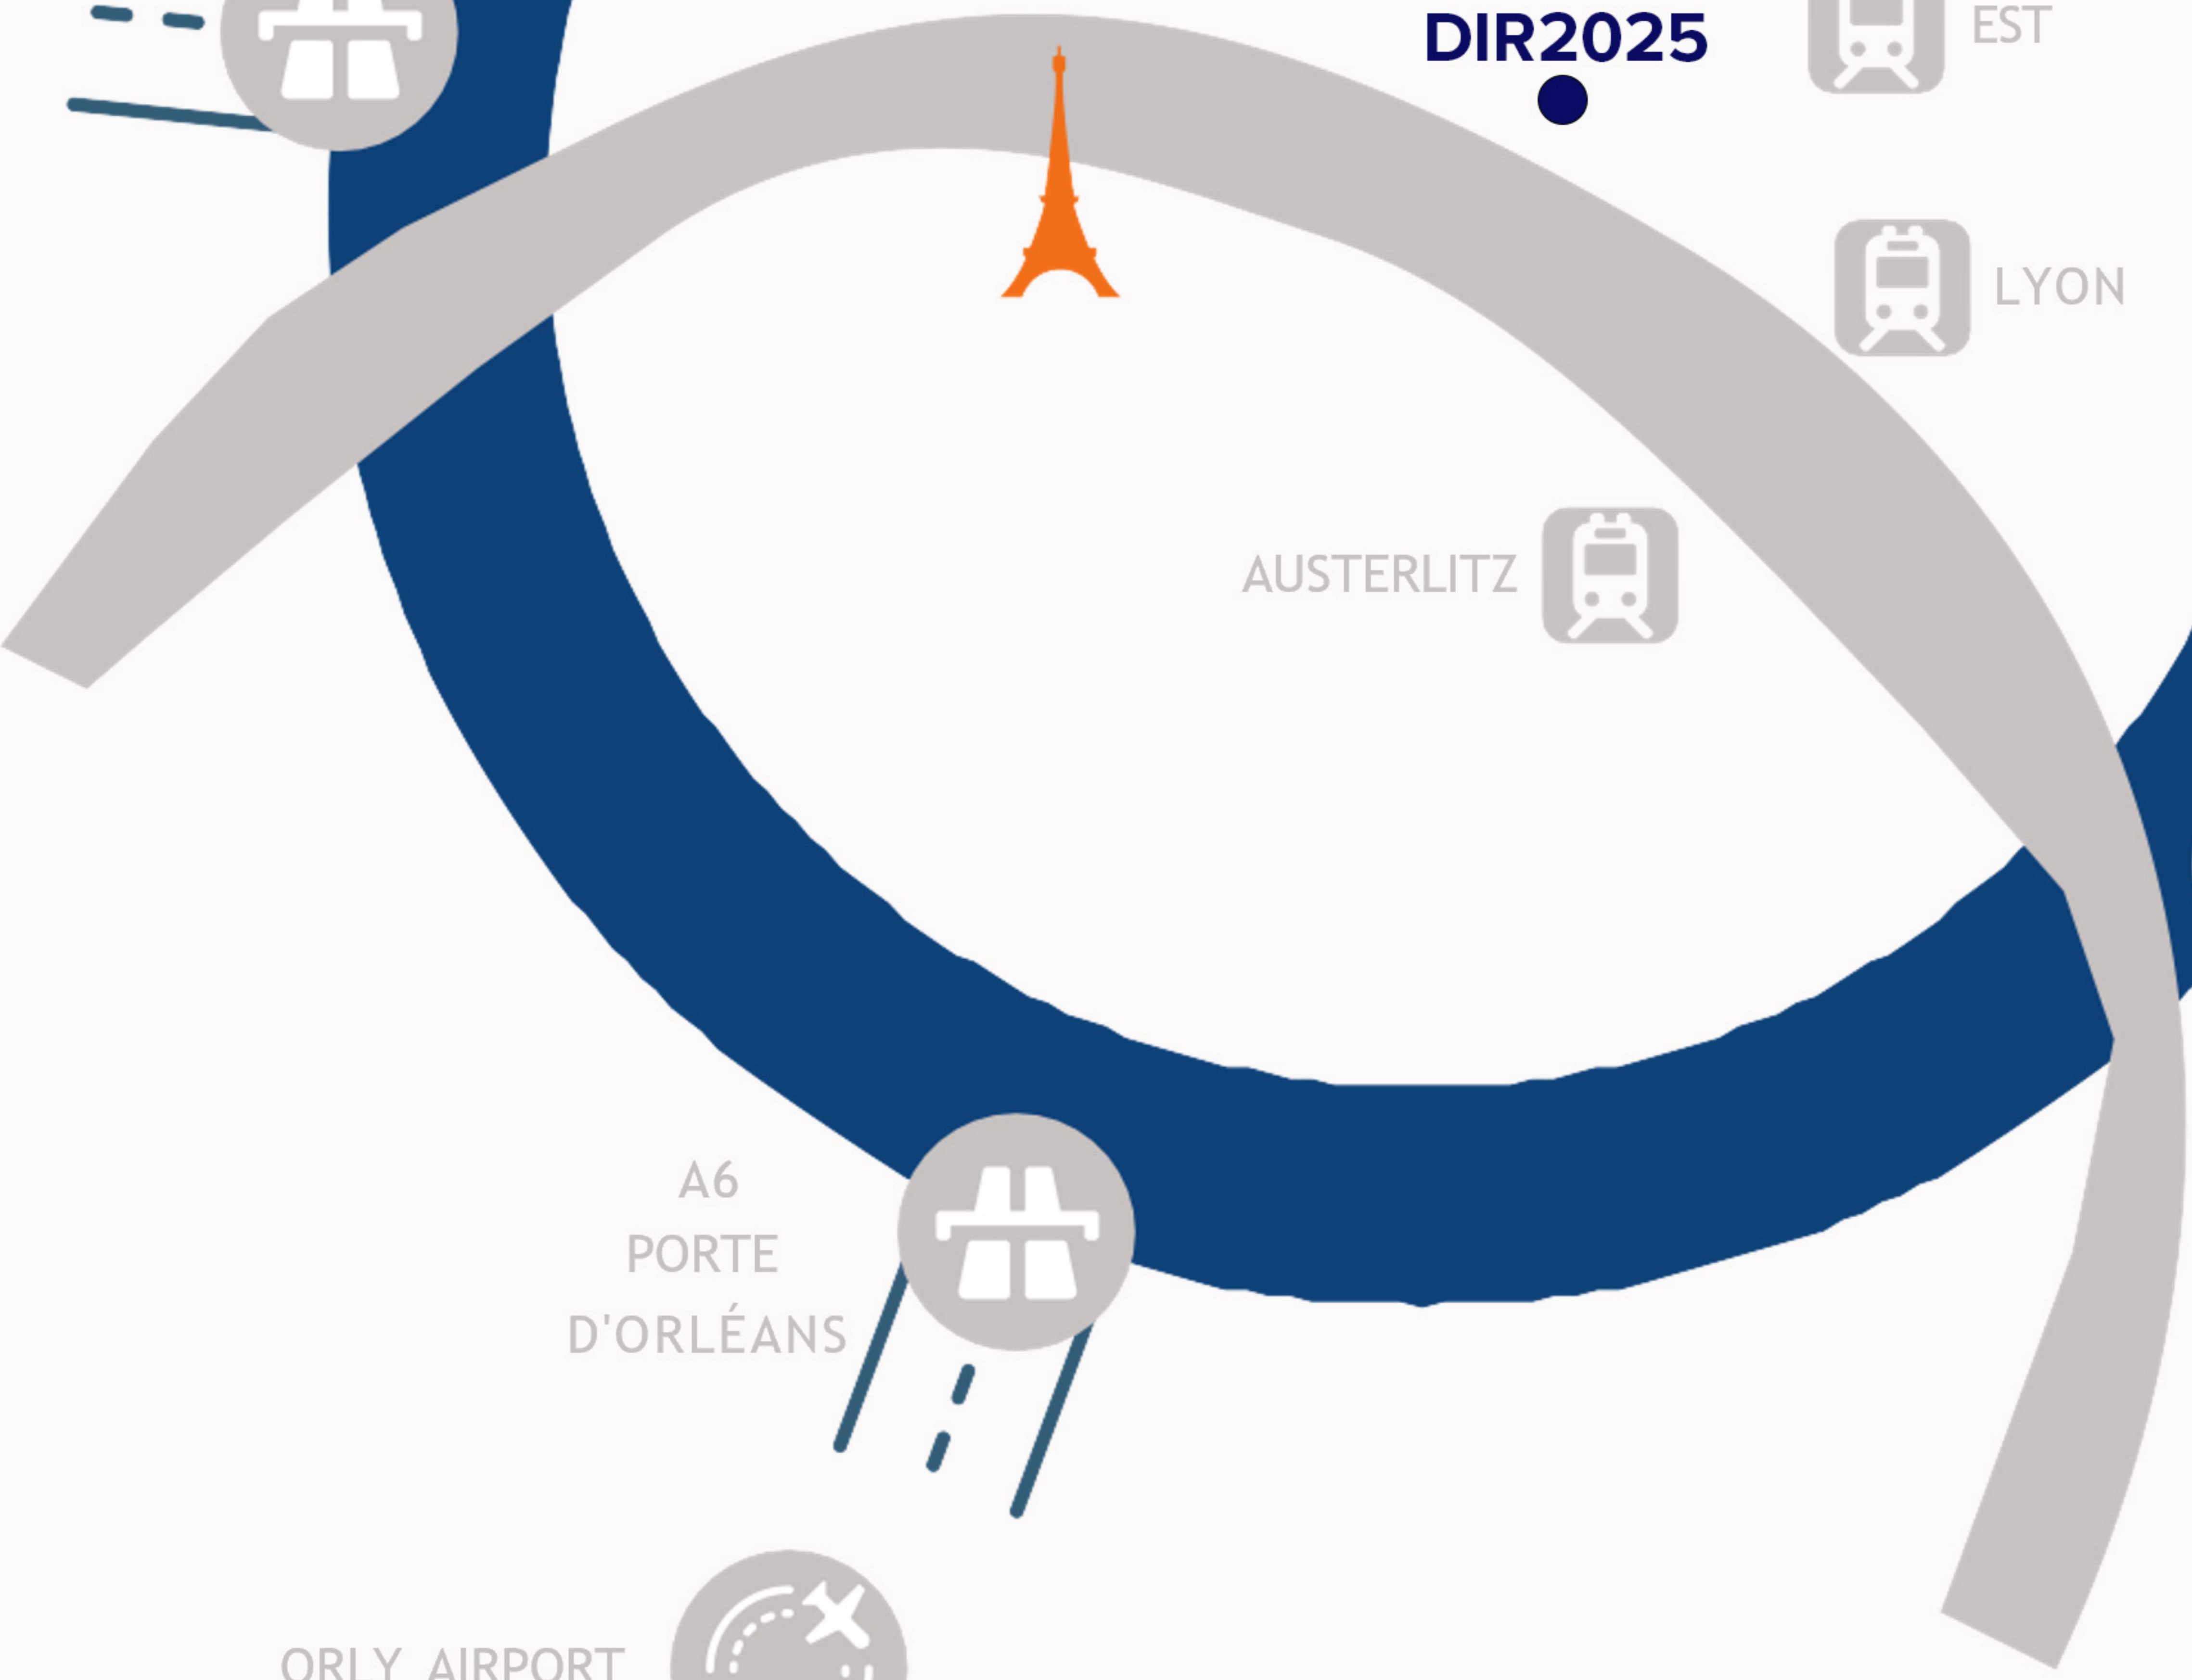 DIR2025
EST
LYON
AUSTERLITZ
A6
PORTE
D'ORLÉANS
ORLY AIRPORT